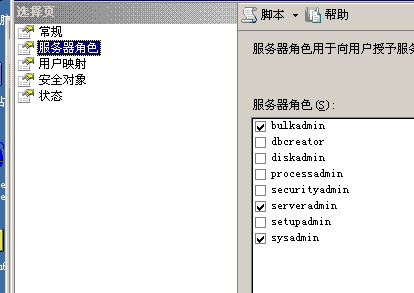 选择页
常规
服务器角色
用户映射
安全对象
状态
脚本
帮助
服务器角色用于向用户授予服
服务器角色(S):
bulkadmin
dbcreator
diskadmin
processadmin
securityadmin
serveradmin
setupadmin
sysadmin